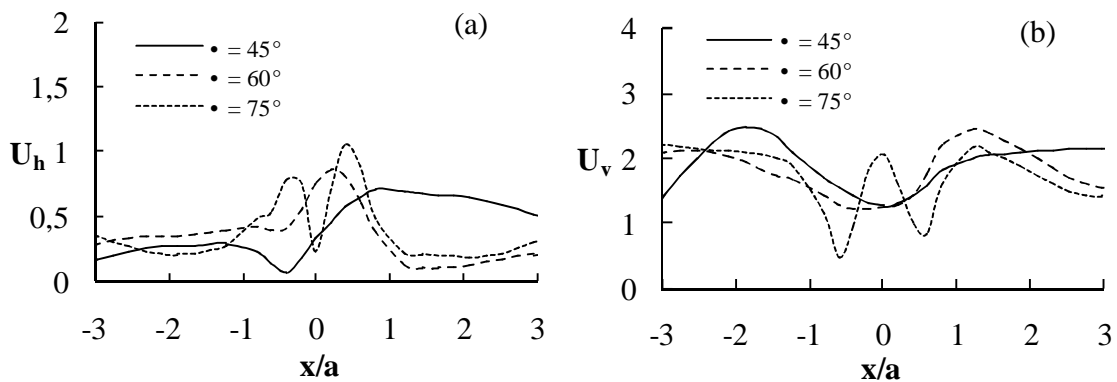 (a)
2
1,5
1
0,5
0
U_h
• = 45°
• = 60°
• = 75°
-3 -2 -1 0 1 2 3
x/a
(b)
4
3
2
1
0
U_v
• = 45°
• = 60°
• = 75°
-3 -2 -1 0 1 2 3
x/a